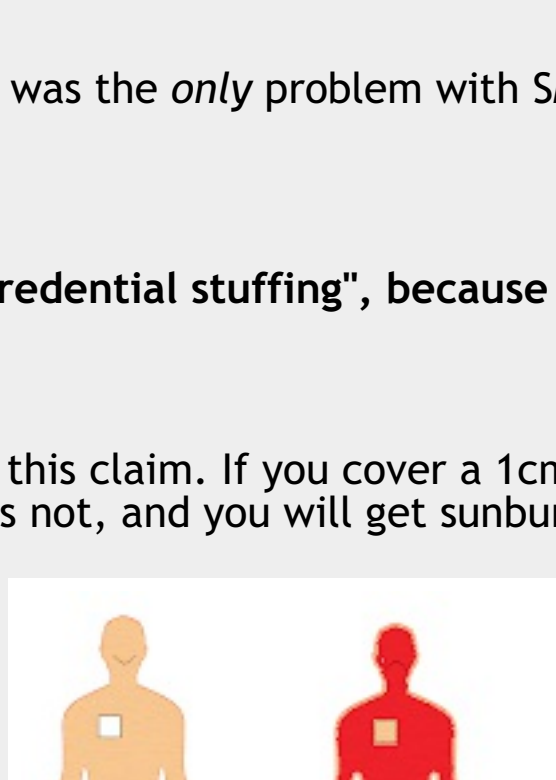 was the only problem with
redential stuffing", because
this claim. If you cover a 1cm
s not, and you will get sunbur